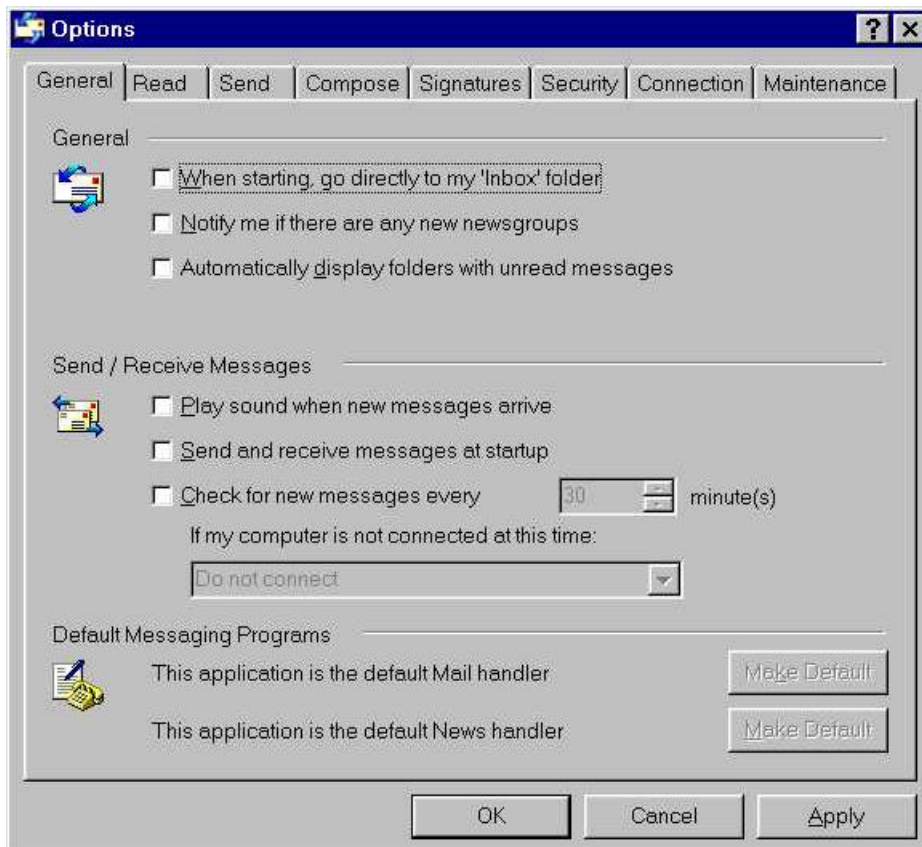 Options
General Read Send Compose Signatures Security Connection Maintenance
General
When starting, go directly to my 'Inbox' folder
Notify me if there are any new newsgroups
Automatically display folders with unread messages
Send / Receive Messages
Play sound when new messages arrive
Send and receive messages at startup
Check for new messages every 30 minute(s)
If my computer is not connected at this time:
Do not connect
Default Messaging Programs
This application is the default Mail handler Make Default
This application is the default News handler Make Default
OK Cancel Apply